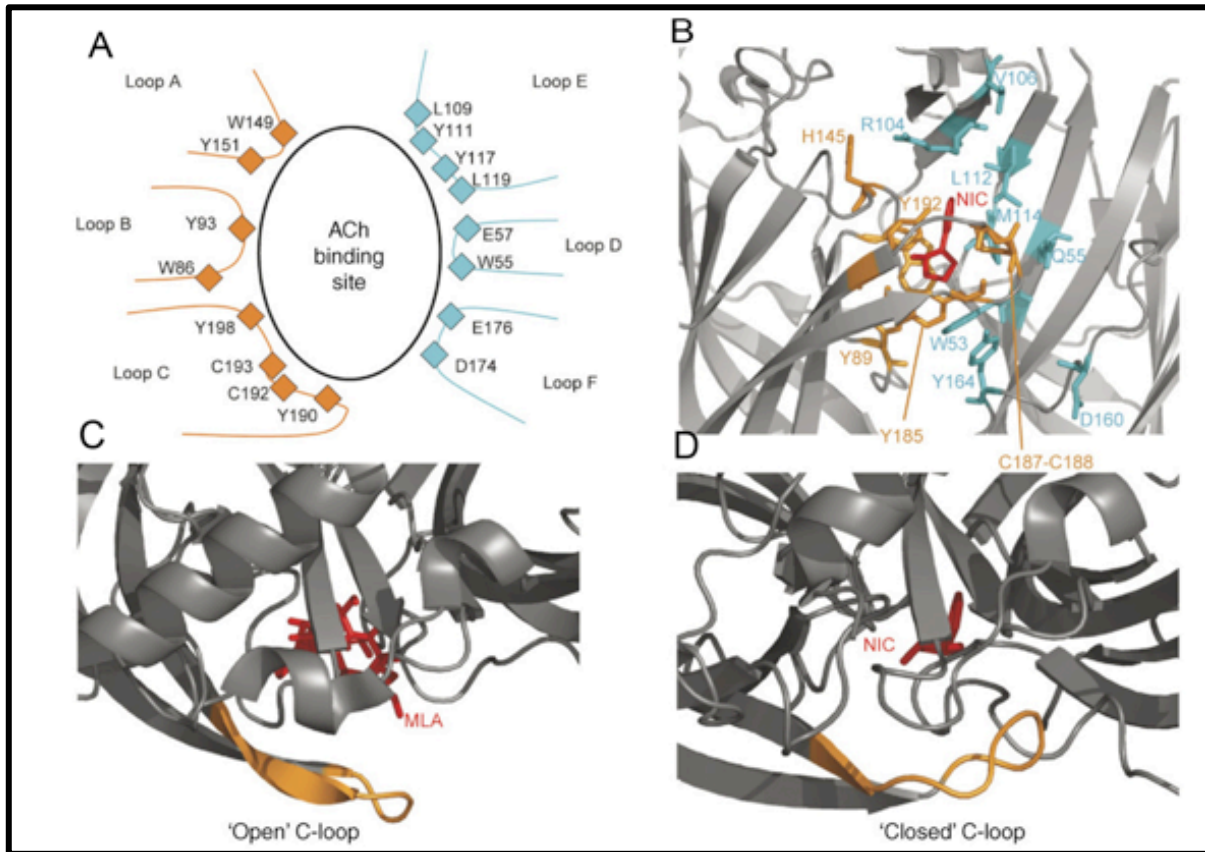 A
Loop A
W149
Y151
Loop B
Y93
W86
Y198
Loop C
C193
C192
Y190
ACh
binding
site
Loop E
L109
Y111
Y117
L119
E57
Loop D
W55
E176
D174
Loop F
B
V106
R104
H145
L112
Y192
NIC
M114
Q55
W53
Y89
Y164
D160
Y185
C187-C188
C
MLA
'Open' C-loop
D
NIC
'Closed' C-loop